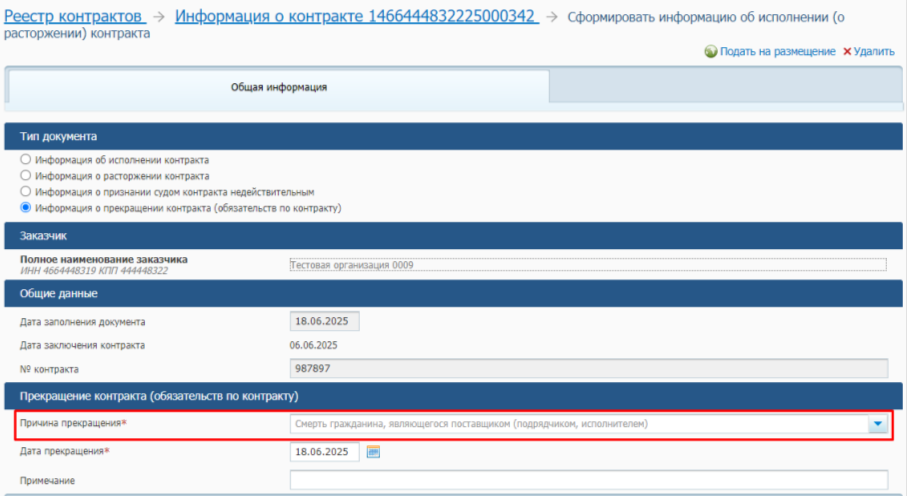 Реестр контрактов → Информация о контракте 1466444832225000342 → Сформировать информацию об исполнении (о
расторжении) контракта
Подать на размещение Удалить
Общая информация
Тип документа
Информация об исполнении контракта
Информация о расторжении контракта
Информация о признании судом контракта недействительным
Информация о прекращении контракта (обязательств по контракту)
Заказчик
Полное наименование заказчика
ИНН 4664448319 КПП 444448322
Тестовая организация 0009
Общие данные
Дата заполнения документа 18.06.2025
Дата заключения контракта 06.06.2025
№ контракта 987897
Прекращение контракта (обязательств по контракту)
Причина прекращения* Смерть гражданина, являющегося поставщиком (подрядчиком, исполнителем)
Дата прекращения* 18.06.2025
Примечание